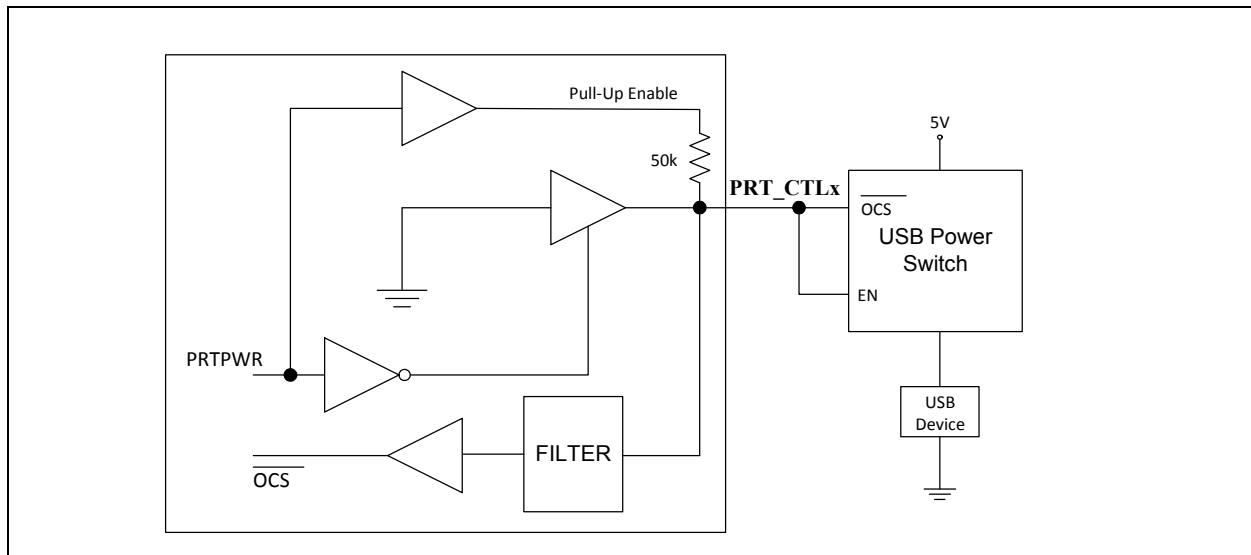 Pull-Up Enable
5V
50k
PRT_CTLx
OCS
USB Power
Switch
EN
PRTPWR
USB
Device
FILTER
OCS